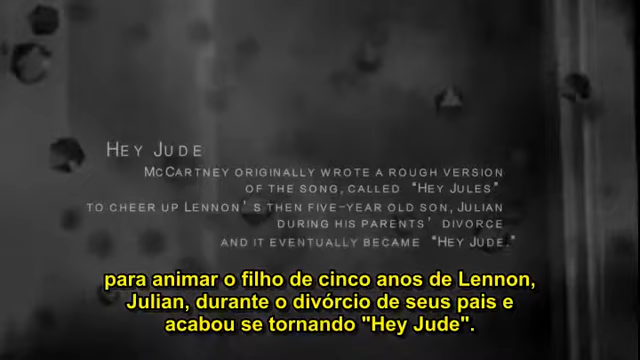 HEY JUDE
MCCARTNEY ORIGINALLY WROTE A ROUGH VERSION
OF THE SONG, CALLED "HEY JULES"
TO CHEER UP LENNON'S THEN FIVE-YEAR OLD SON, JULIAN
DURING HIS PARENTS' DIVORCE
AND IT EVENTUALLY BECAME "HEY JUDE."
para animar o filho de cinco anos de Lennon,
Julian, durante o divórcio de seus pais e
acabou se tornando "Hey Jude".